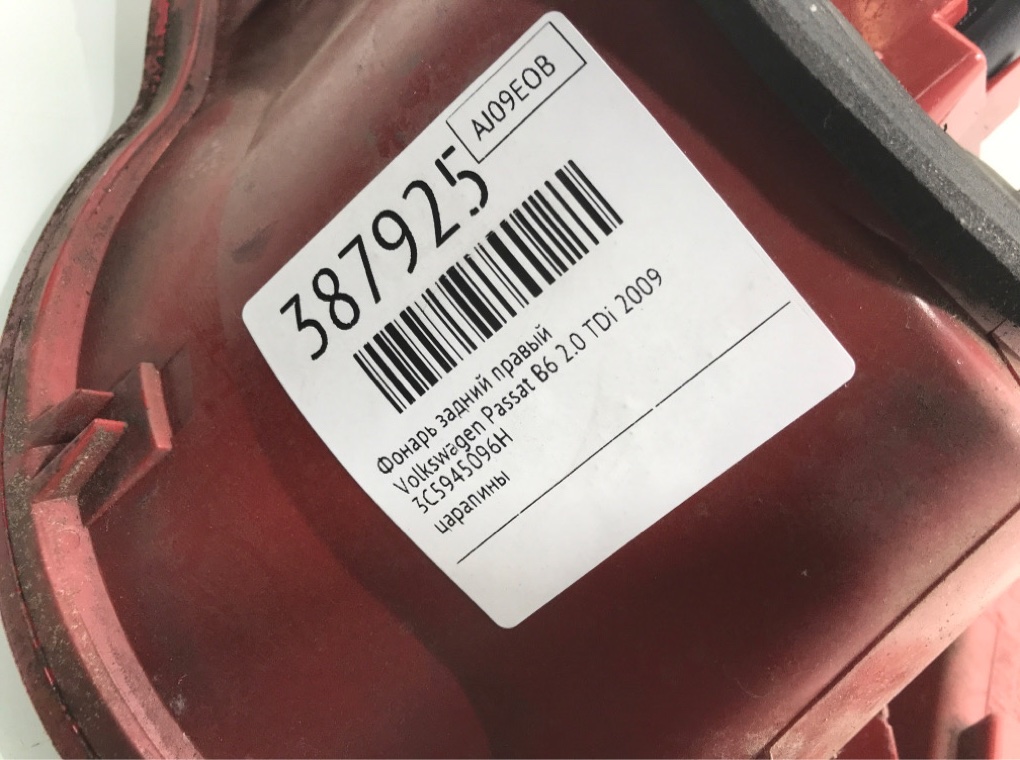 AJ09EOB
387925
Фонарь задний правый
Volkswagen Passat B6 2.0 TDi 2009
3C5945096H
царапины